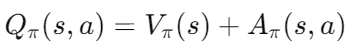 Q_π(s, a) = V_π(s) + A_π(s, a)